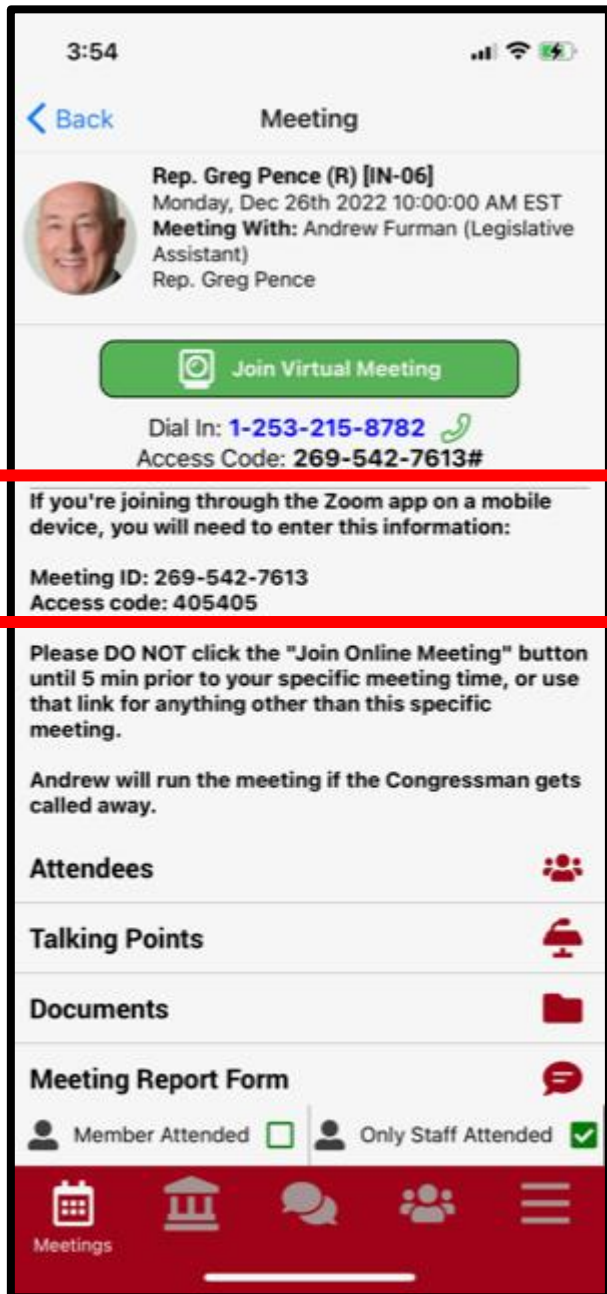 3:54
Back
Meeting
Rep. Greg Pence (R) [IN-06]
Monday, Dec 26th 2022 10:00:00 AM EST
Meeting With: Andrew Furman (Legislative
Assistant)
Rep. Greg Pence
Join Virtual Meeting
Dial In: 1-253-215-8782
Access Code: 269-542-7613#
If you're joining through the Zoom app on a mobile
device, you will need to enter this information:
Meeting ID: 269-542-7613
Access code: 405405
Please DO NOT click the "Join Online Meeting" button
until 5 min prior to your specific meeting time, or use
that link for anything other than this specific
meeting.
Andrew will run the meeting if the Congressman gets
called away.
Attendees
Talking Points
Documents
Meeting Report Form
Member Attended
Only Staff Attended
Meetings